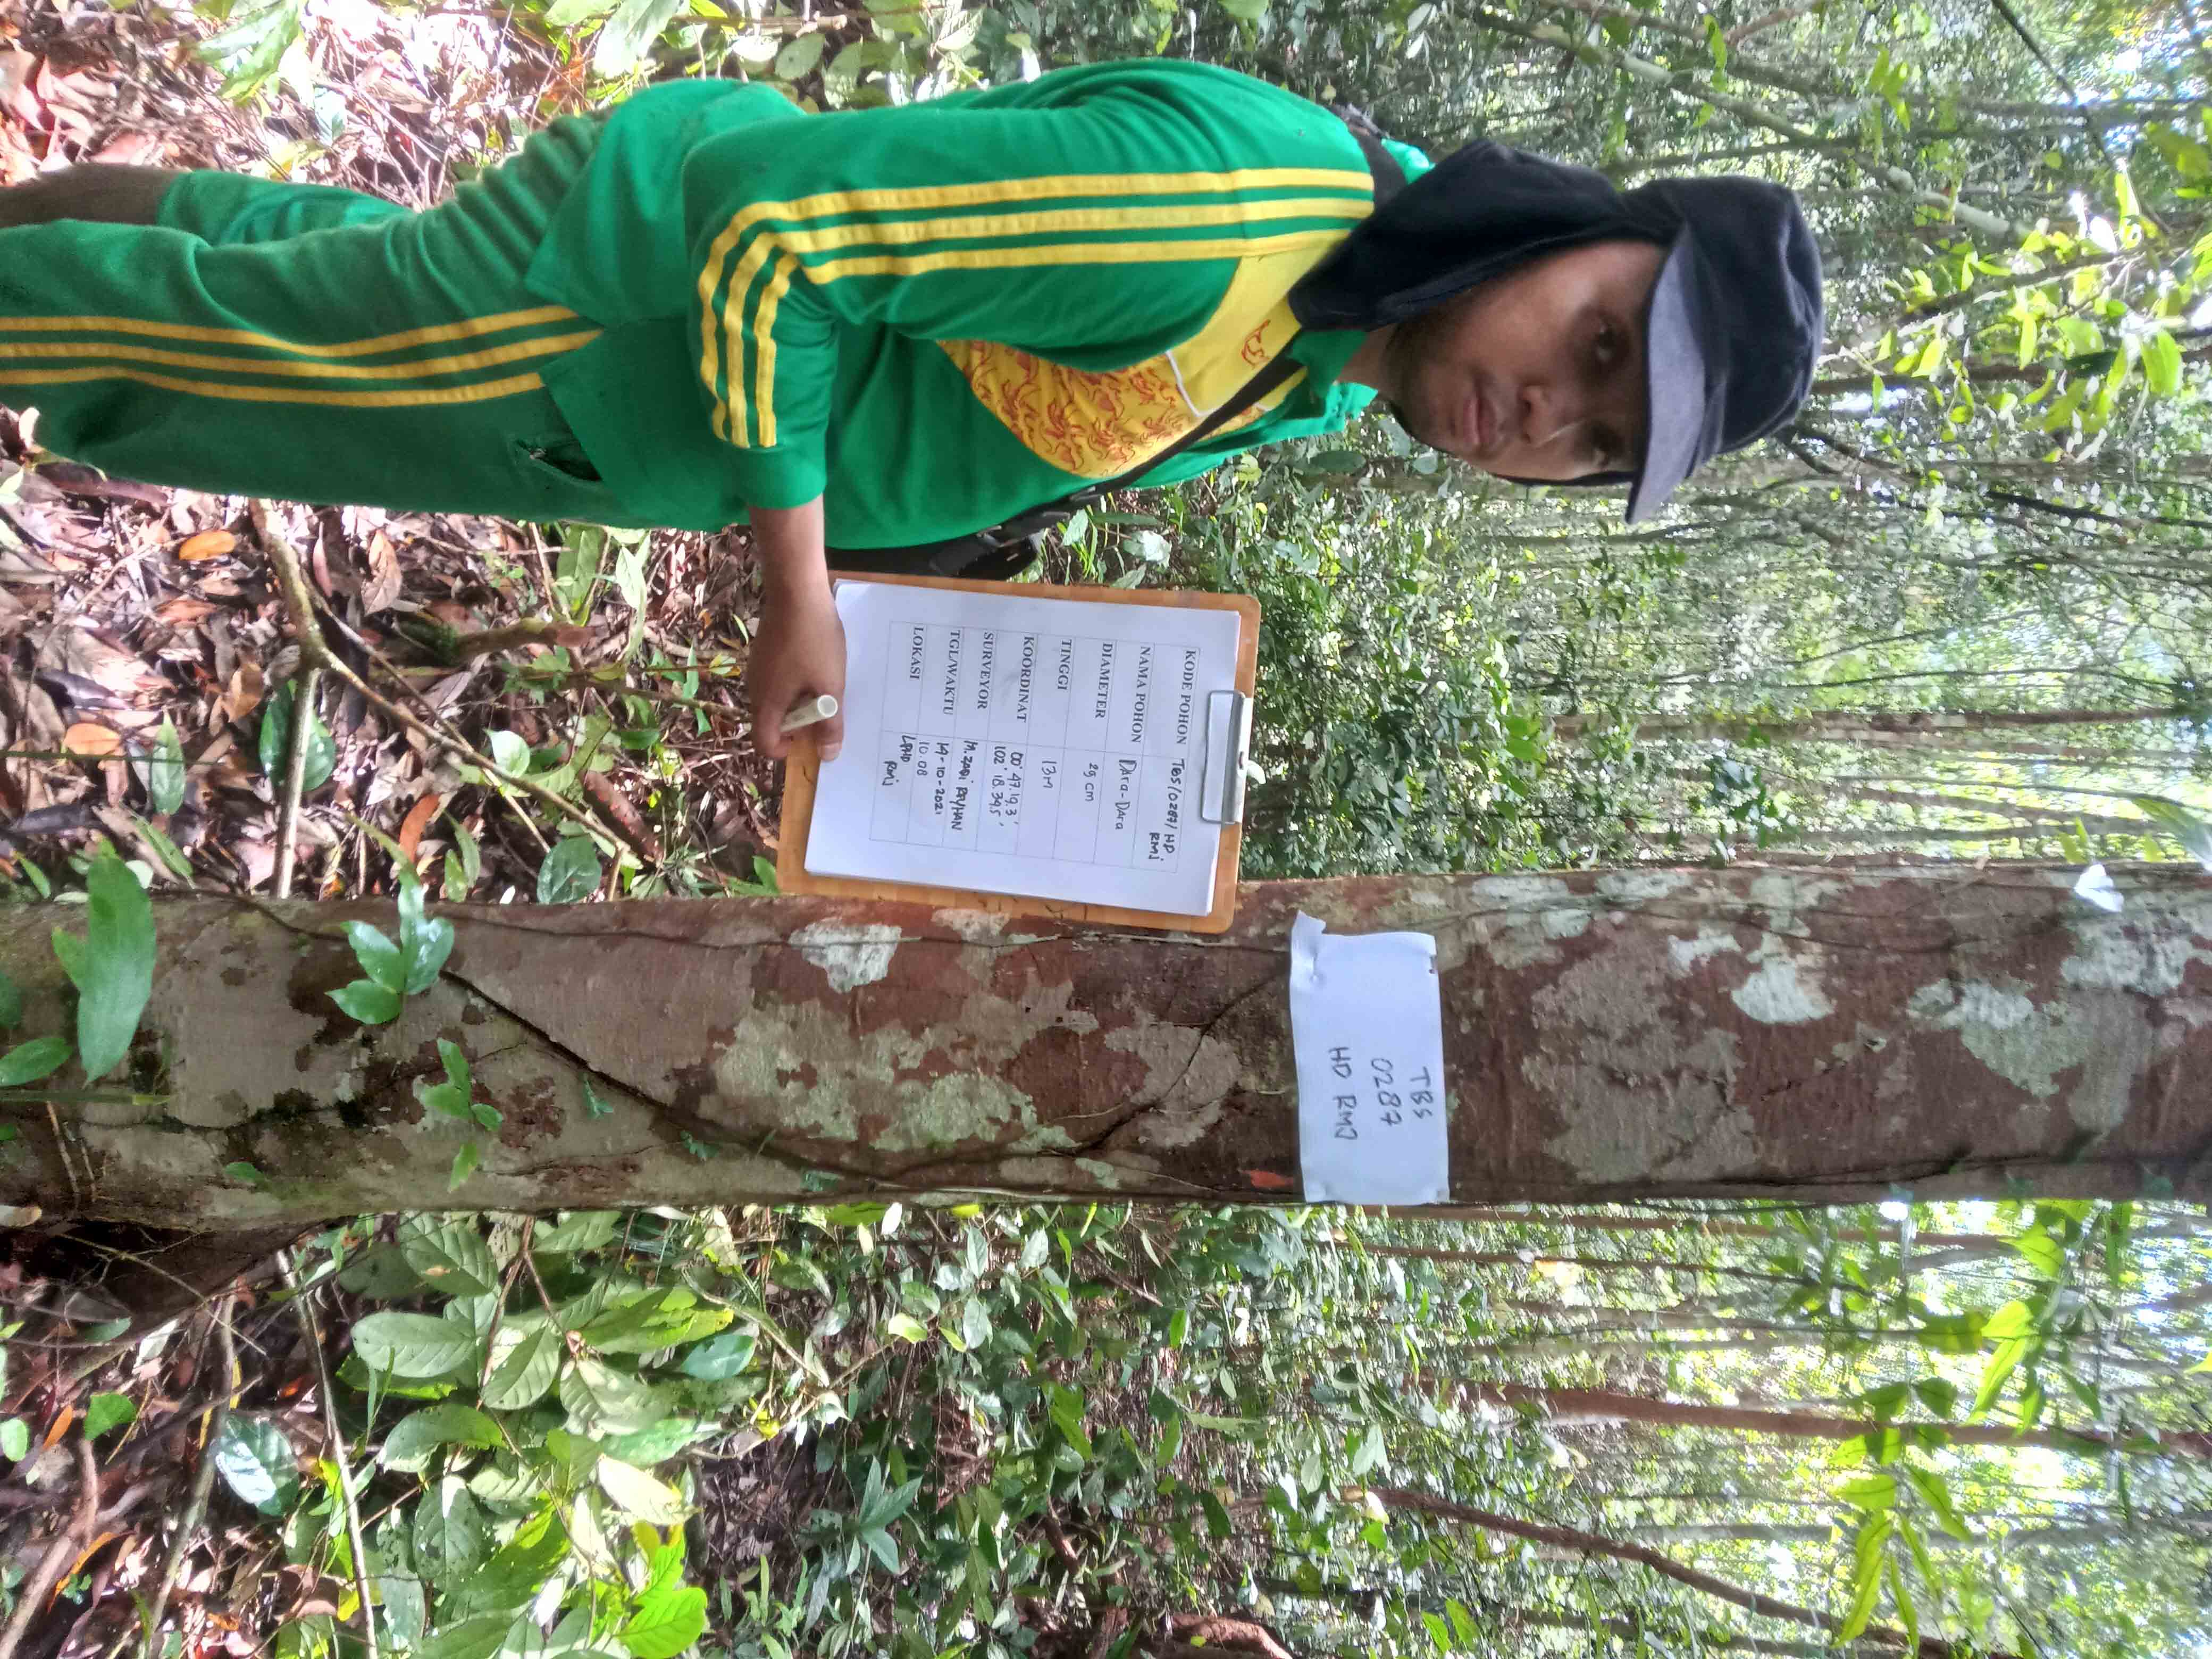 TBS
0287
HD RMJ
KODE POHON TBS/0287/HD
RMJ
NAMA POHON DAra-DAra
DIAMETER 29 cm
TINGGI 13M
KOORDINAT 00° 47.19.3'
102° 18.34.5'
SURVEYOR M. ZADI REYHAN
TGL/WAKTU 14-10-2021
10.08
LOKASI LPHD
RMJ